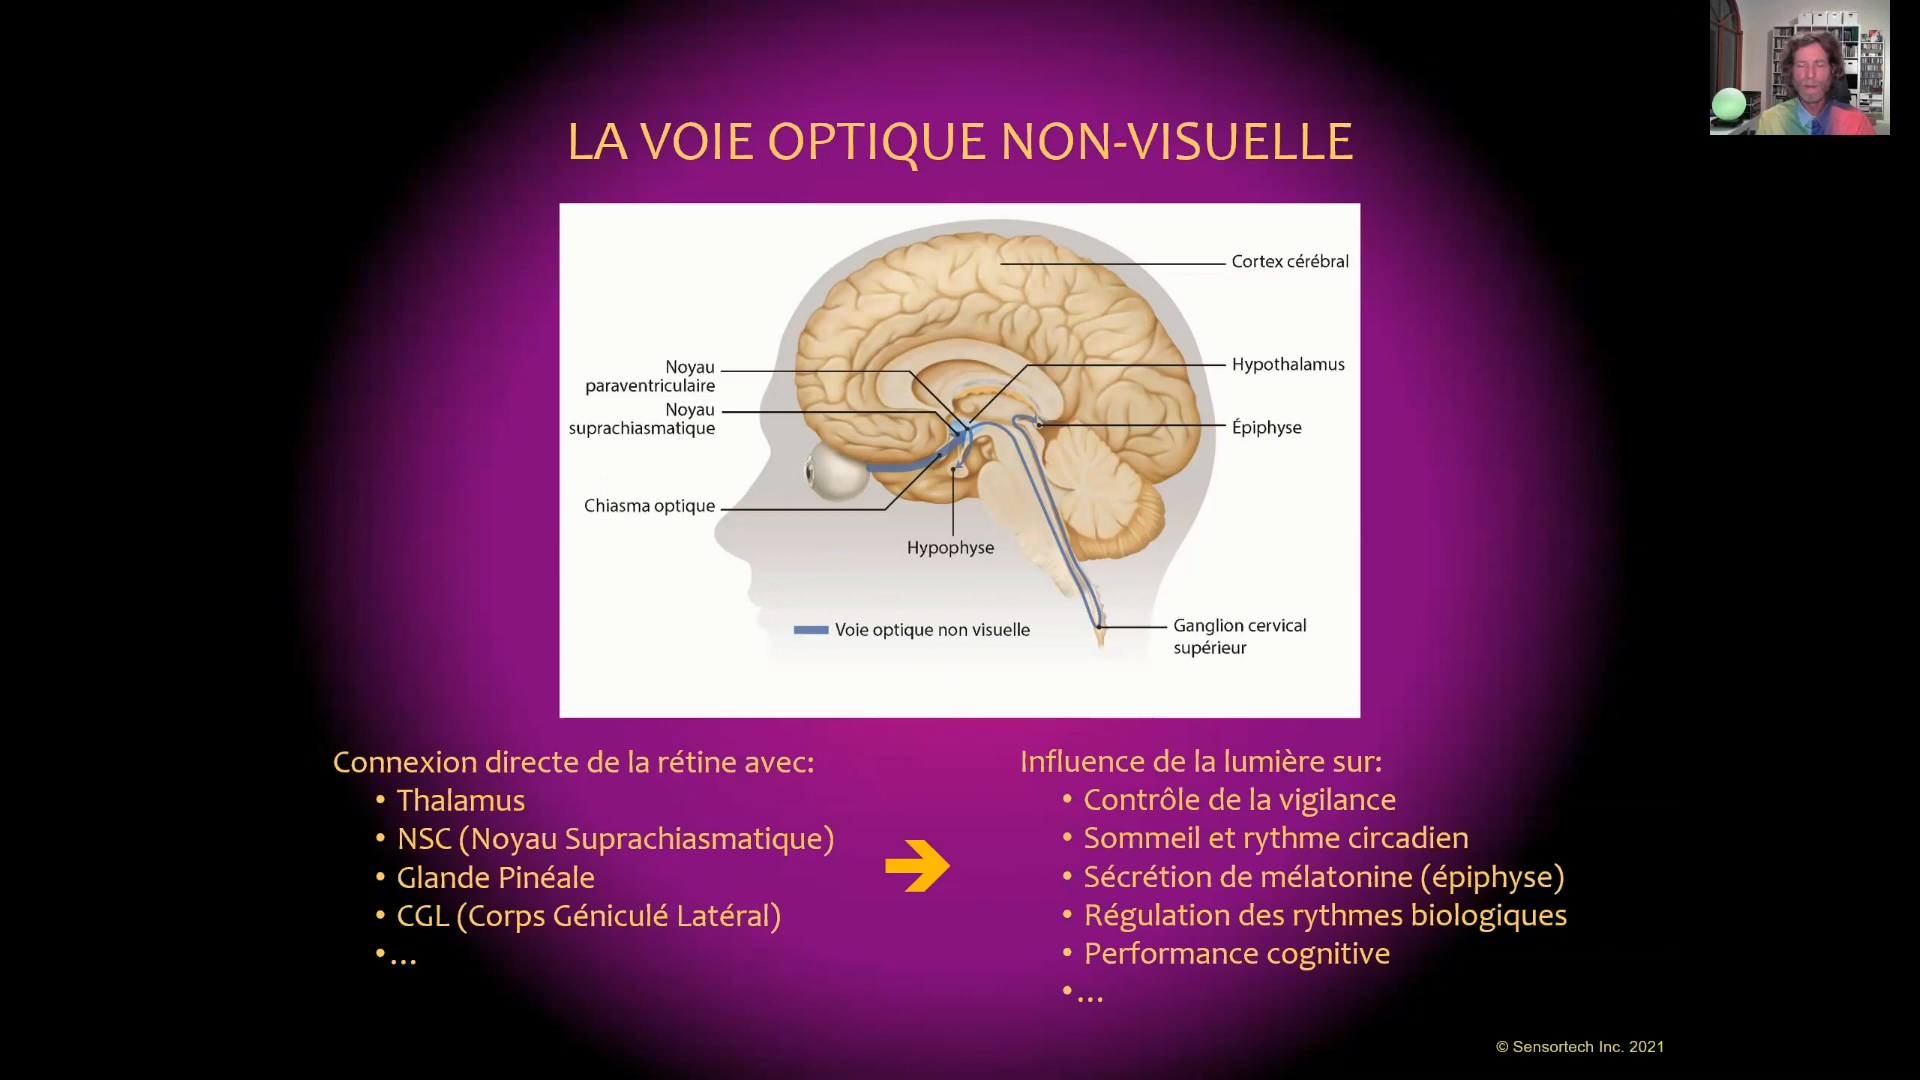 LA VOIE OPTIQUE NON-VISUELLE
Cortex cérébral
Noyau
paraventriculaire
Hypothalamus
Noyau
suprachiasmatique
Épiphyse
Chiasma optique
Hypophyse
Voie optique non visuelle
Ganglion cervical
supérieur
Connexion directe de la rétine avec:
• Thalamus
• NSC (Noyau Suprachiasmatique)
• Glande Pinéale
• CGL (Corps Géniculé Latéral)
• …
Influence de la lumière sur:
• Contrôle de la vigilance
• Sommeil et rythme circadien
• Sécrétion de mélatonine (épiphyse)
• Régulation des rythmes biologiques
• Performance cognitive
• …
© Sensortech Inc. 2021